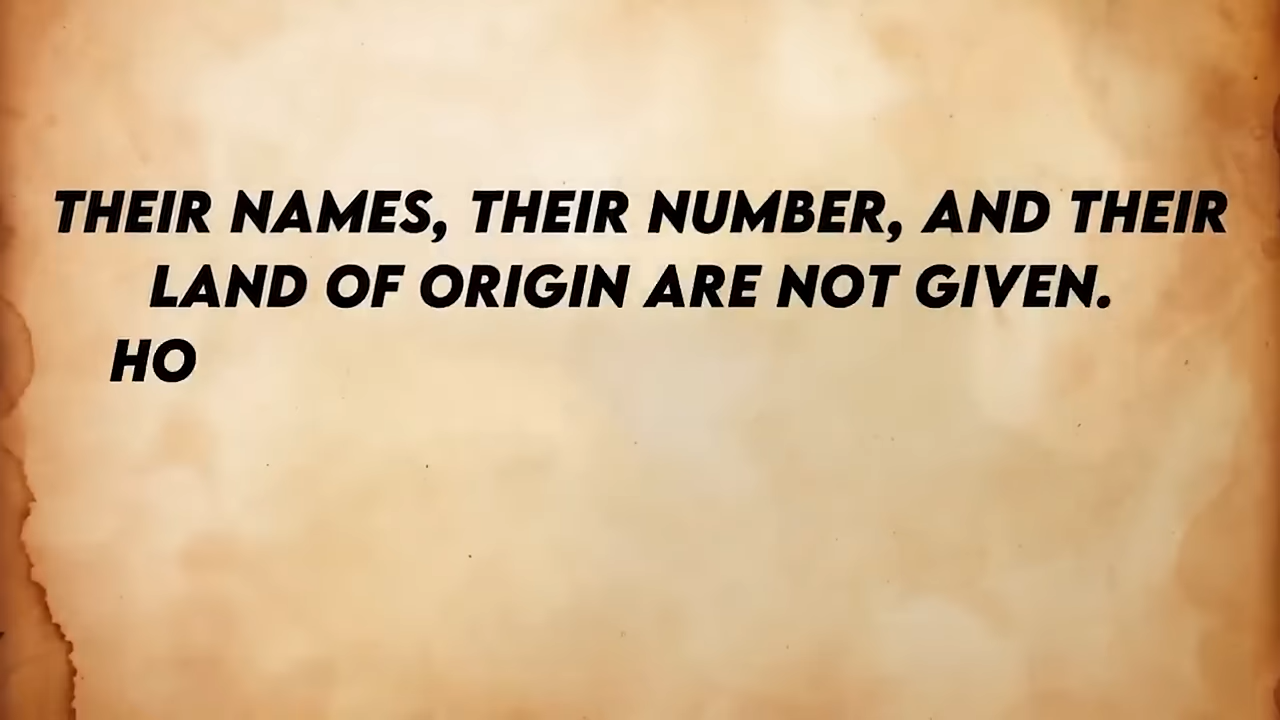 THEIR NAMES, THEIR NUMBER, AND THEIR
LAND OF ORIGIN ARE NOT GIVEN.
HO